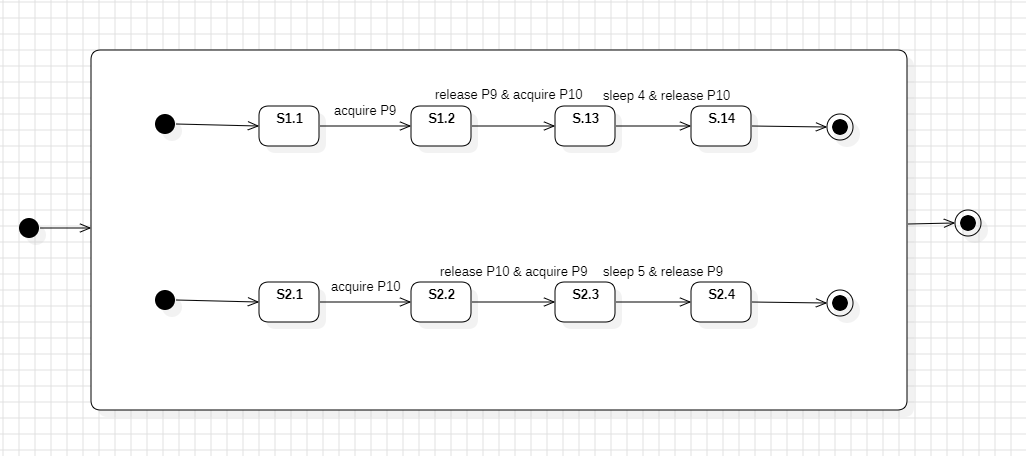 release P9 & acquire P10 sleep 4 & release P10
acquire P9
S1.1 S1.2 S.13 S.14
release P10 & acquire P9 sleep 5 & release P9
acquire P10
S2.1 S2.2 S2.3 S2.4